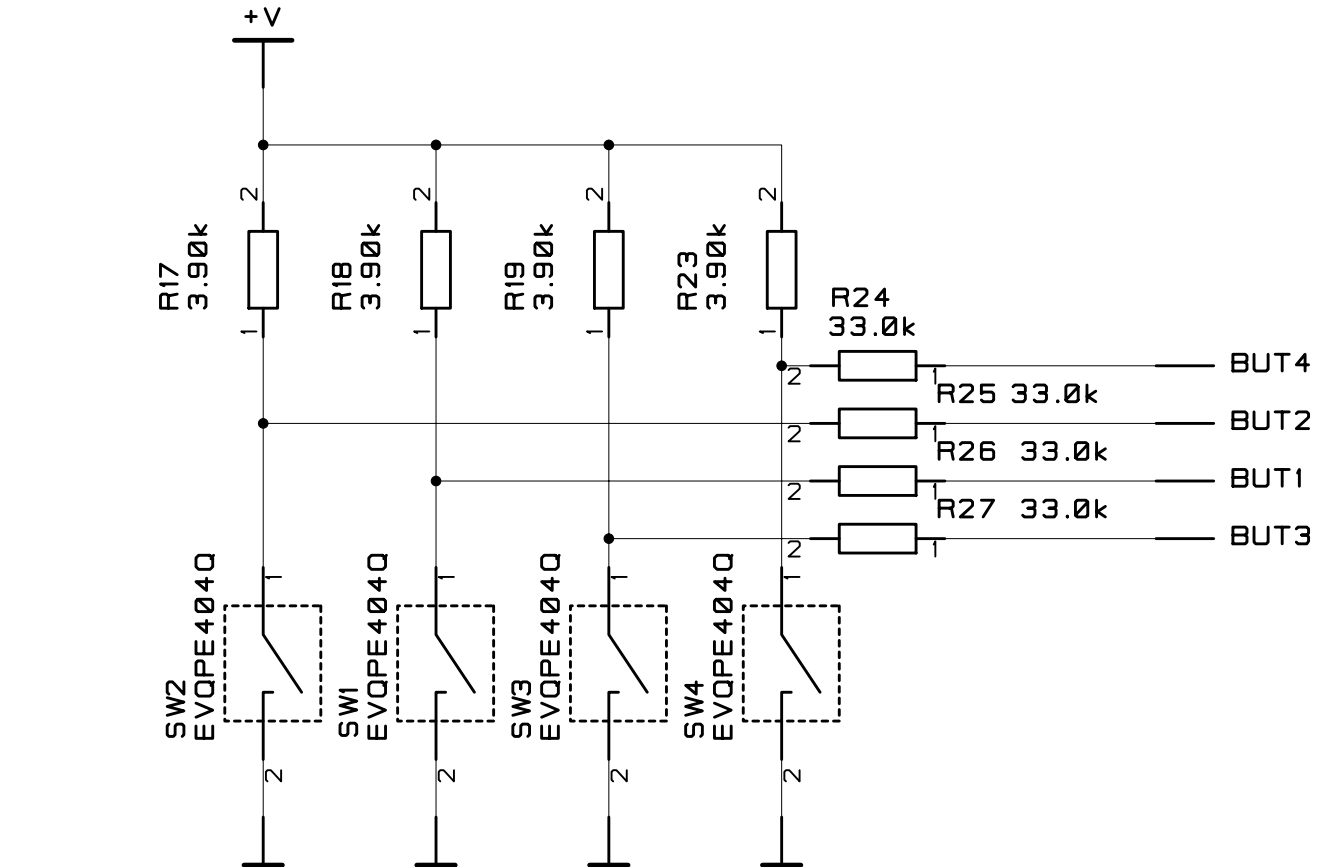 +V
2
2
2
2
R17
3.90k
R18
3.90k
R19
3.90k
R23
3.90k
1
1
1
1
R24
33.0k
2
1
BUT4
R25 33.0k
2
1
BUT2
R26 33.0k
2
1
BUT1
R27 33.0k
2
1
BUT3
1
1
1
1
SW2
EVQPE404Q
SW1
EVQPE404Q
SW3
EVQPE404Q
SW4
EVQPE404Q
2
2
2
2